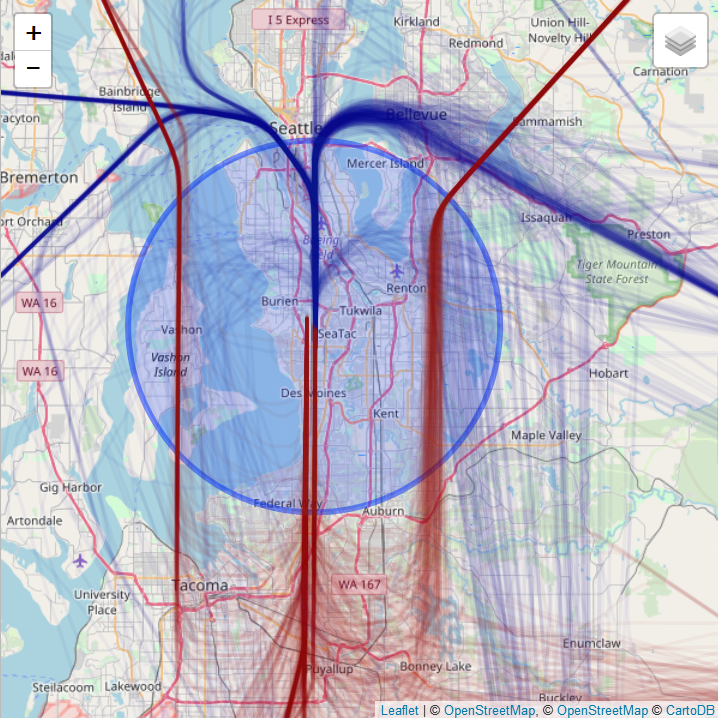 +
−
I 5 Express
Kirkland
Union Hill-
Novelty Hill
Redmond
Carnation
Bainbridge
Island
Bellevue
Sammamish
Seattle
Mercer Island
Bremerton
Issaquah
ort Orchard
Preston
Boeing
Field
Tiger Mountain
State Forest
Renton
WA 16
Burien
Tukwila
Vashon
SeaTac
Vashon
Island
WA 16
Hobart
Des Moines
Kent
Maple Valley
Gig Harbor
Federal Way
Auburn
Artondale
Tacoma
WA 167
University
Place
Enumclaw
Puyallup
Bonney Lake
Steilacoom
Lakewood
Buckley
Leaflet | © OpenStreetMap, © OpenStreetMap © CartoDB